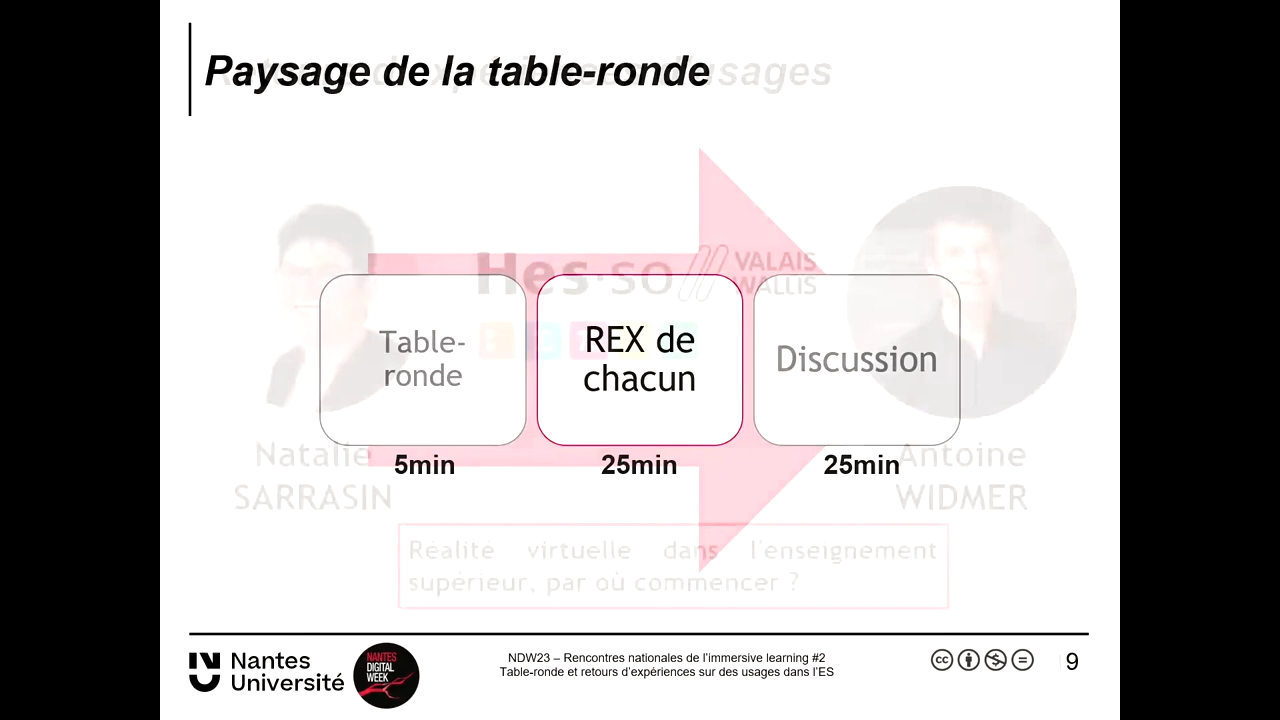 Paysage de la table-ronde
usages
Hes·so VALAIS
WALLIS
Table-
ronde
REX de
chacun
Discussion
5min
25min
25min
Natalie
SARRASIN
Antoine
WIDMER
Réalité virtuelle dans l'enseignement
supérieur, par où commencer ?
Nantes
Université
NANTES
DIGITAL
WEEK
NDW23 – Rencontres nationales de l'immersive learning #2
Table-ronde et retours d'expériences sur des usages dans l'ES
cc
9